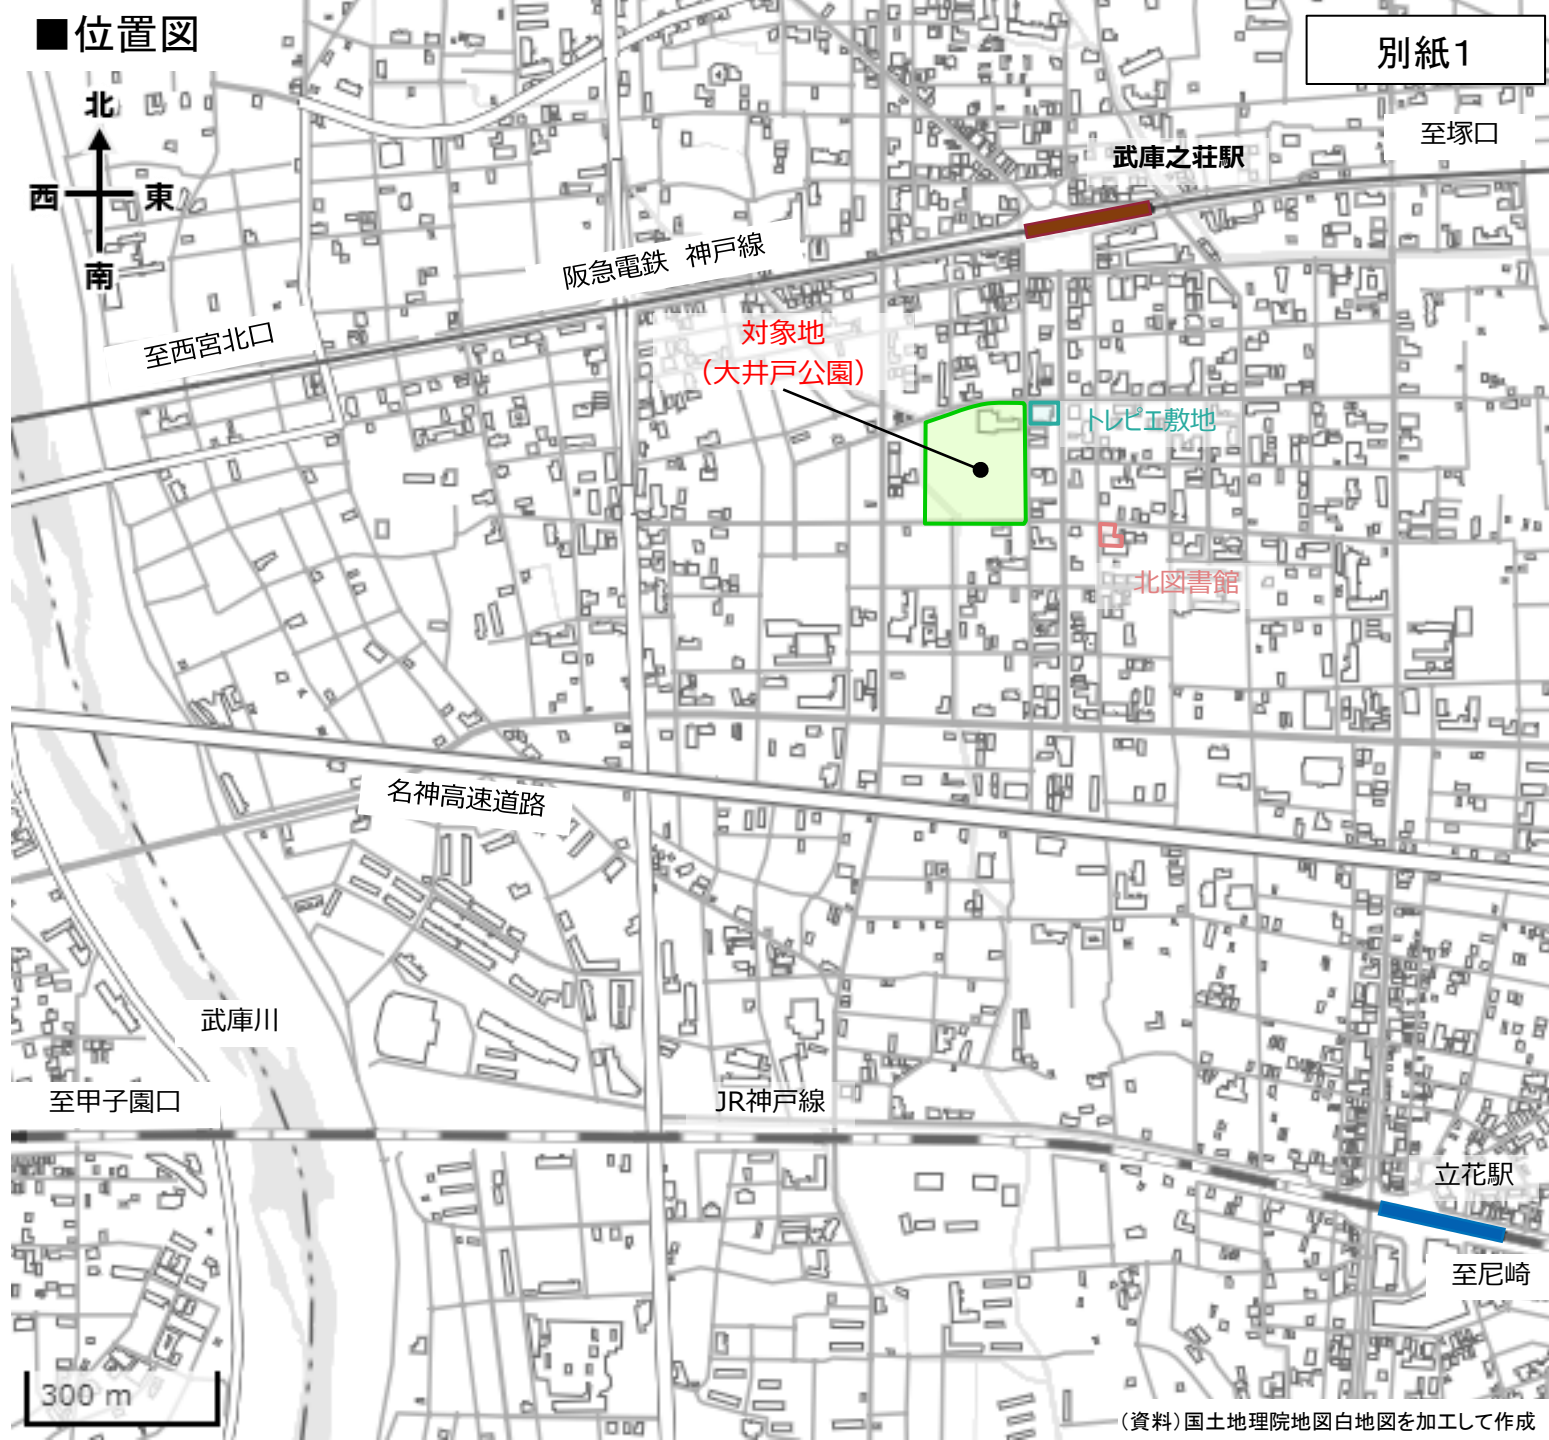 ■位置図
別紙1
北
西 東
南
至塚口
武庫之荘駅
阪急電鉄 神戸線
至西宮北口
対象地
（大井戸公園）
トレピエ敷地
北図書館
名神高速道路
武庫川
至甲子園口
JR神戸線
立花駅
至尼崎
300 m
（資料）国土地理院地図白地図を加工して作成